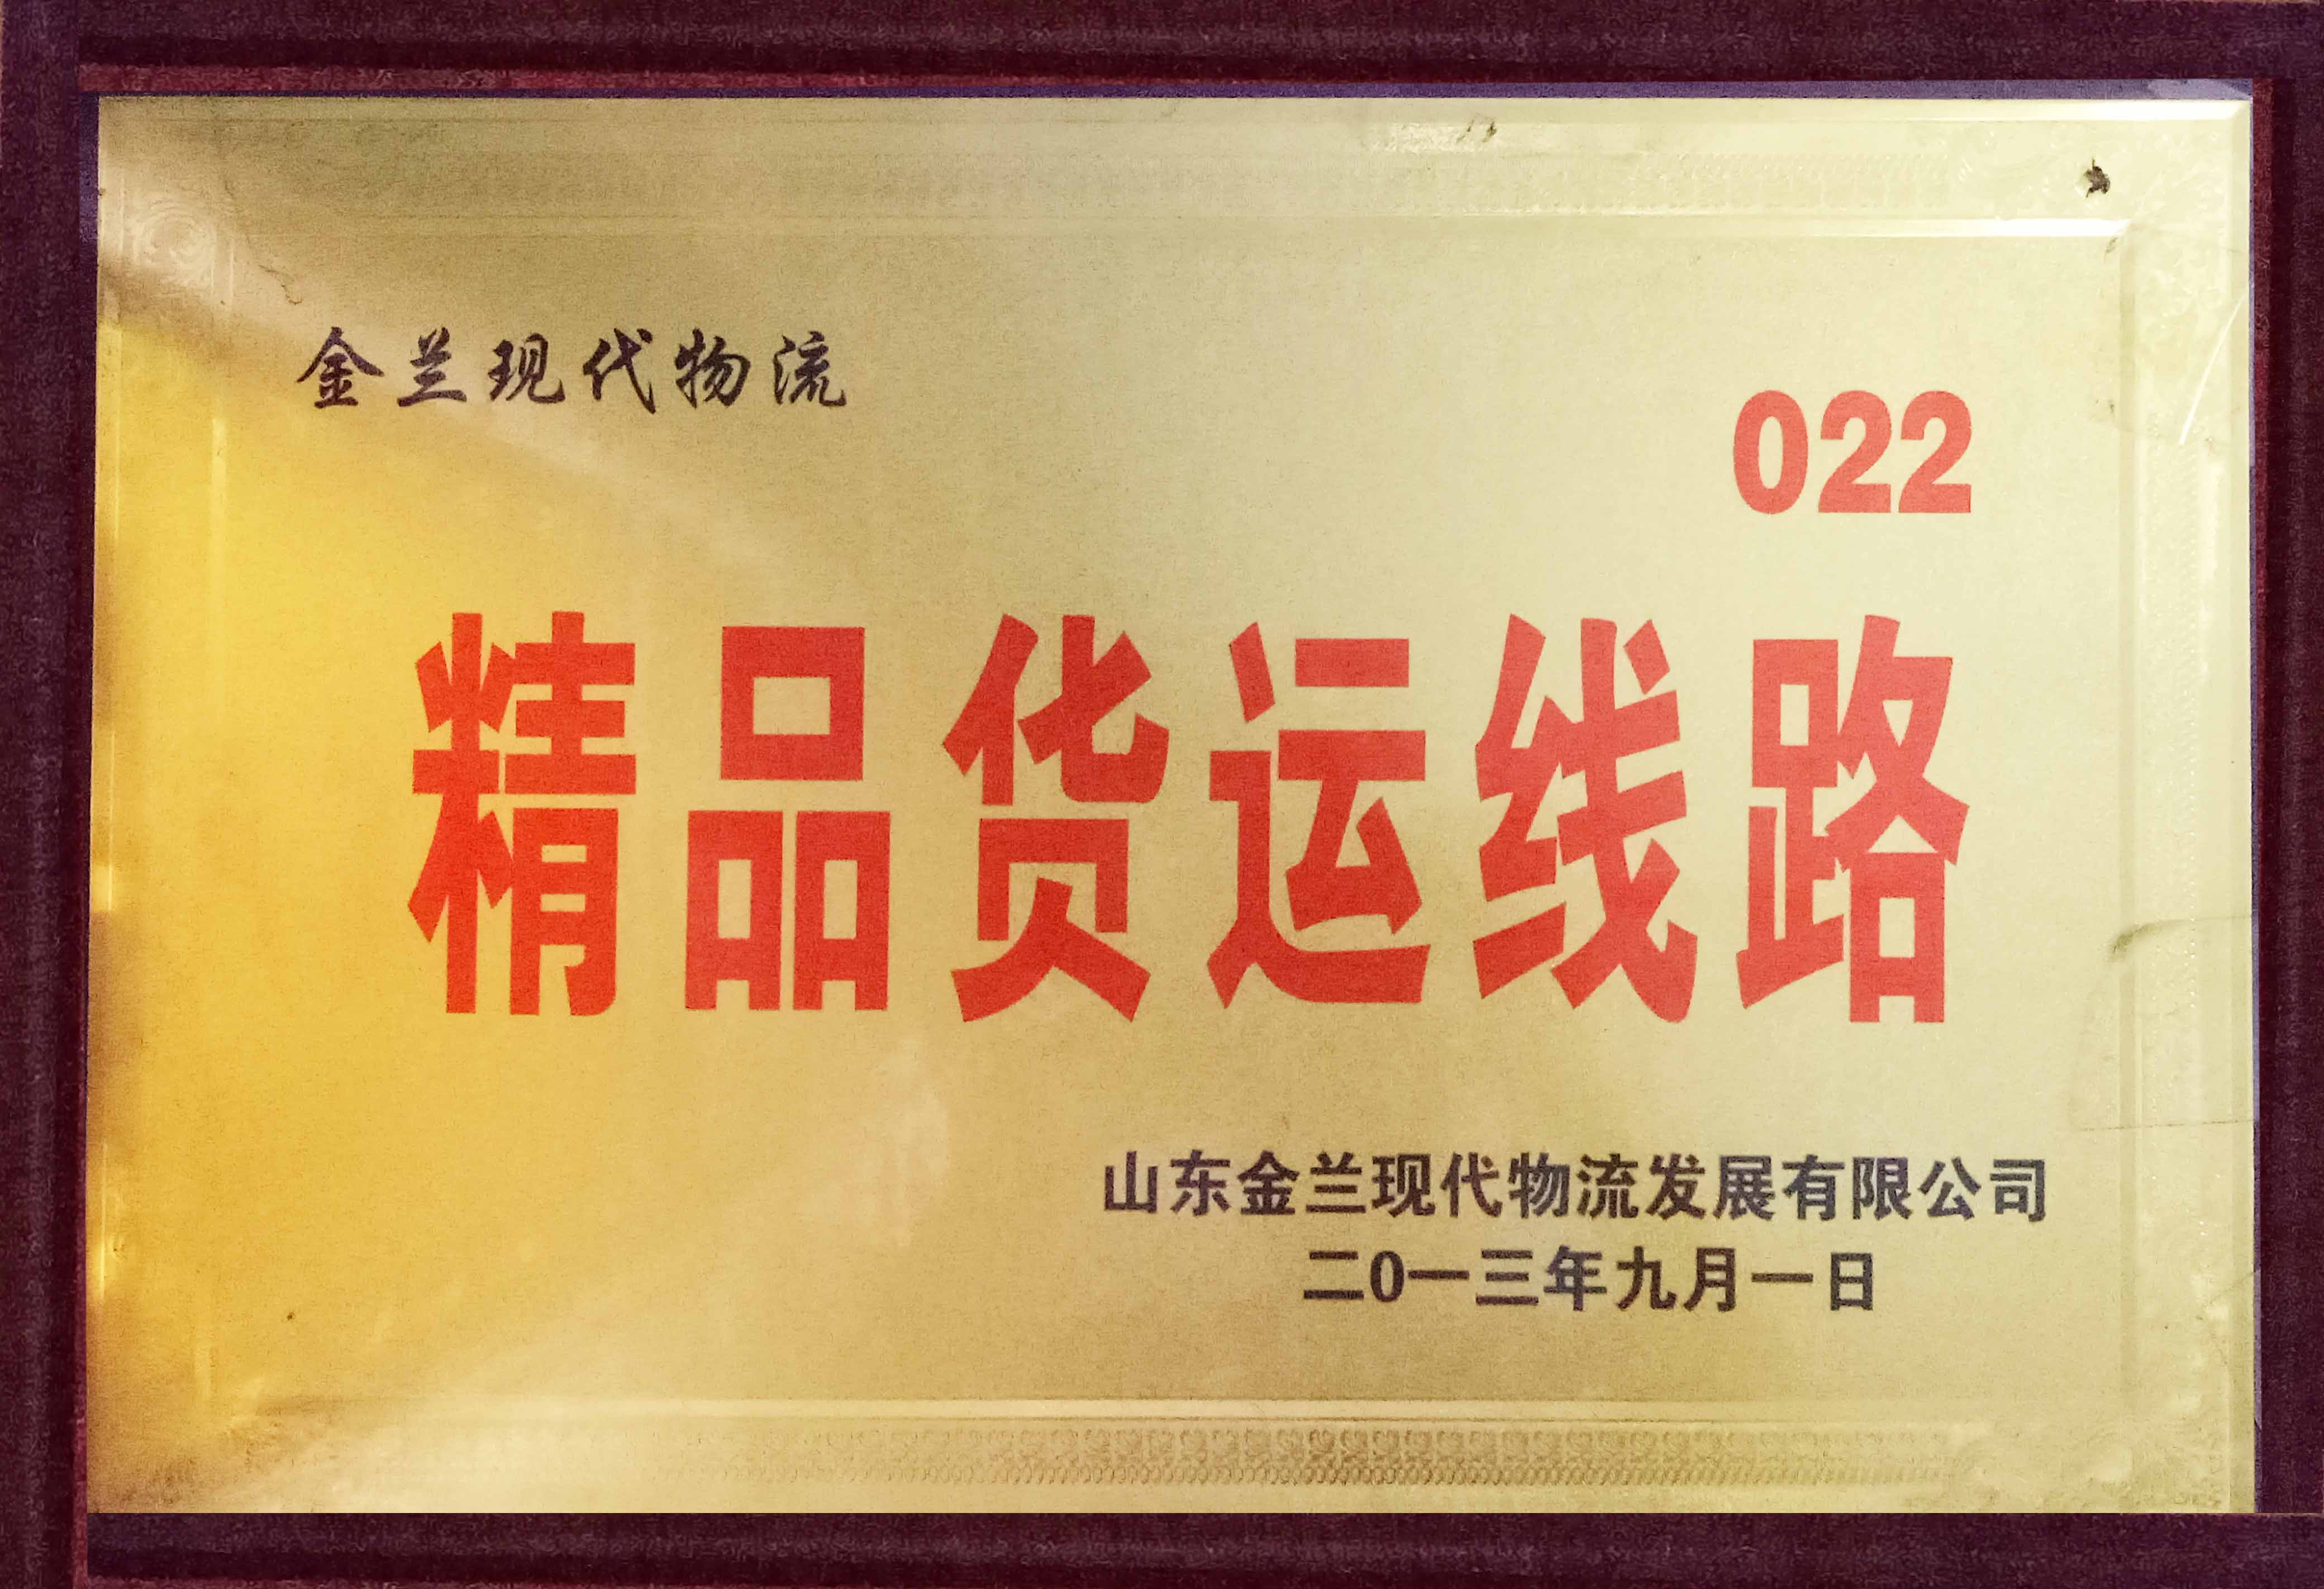 金兰现代物流
022
精品货运线路
山东金兰现代物流发展有限公司
二0一三年九月一日